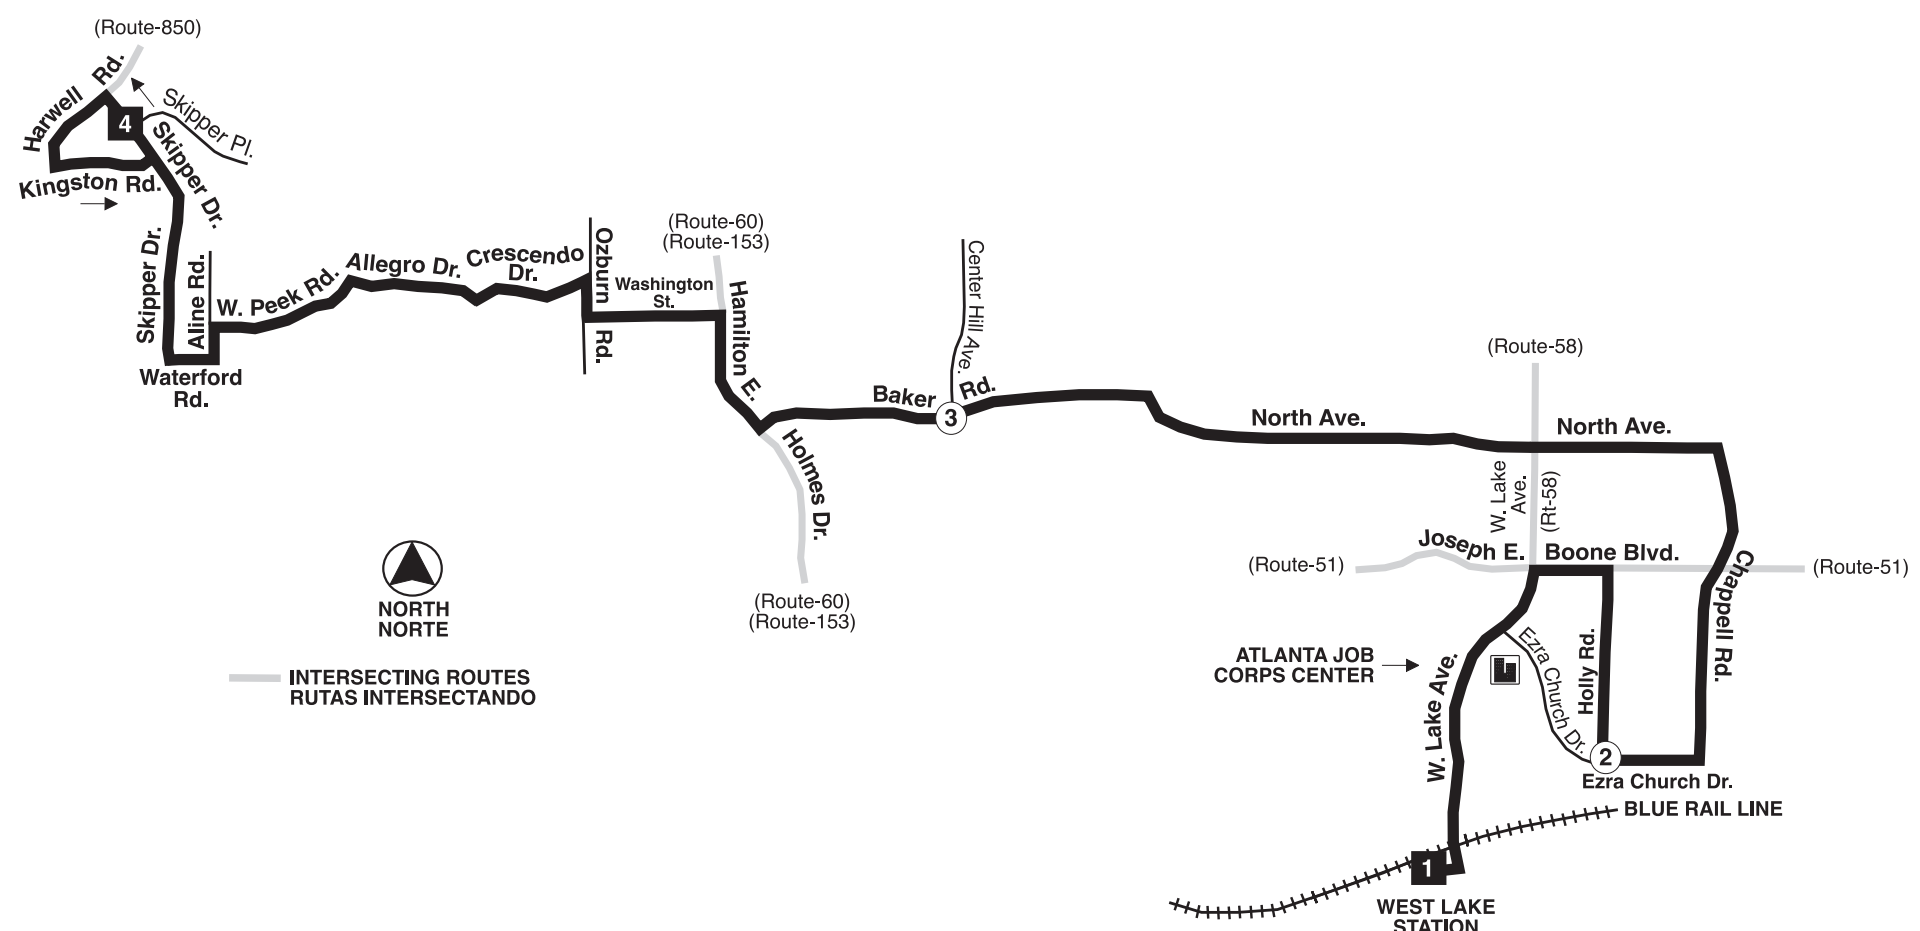 (Route-850)
Harwell Rd.
4
Skipper Pl.
Skipper Dr.
Kingston Rd.
Skipper Dr.
Aline Rd.
Waterford
Rd.
W. Peek Rd.
Allegro Dr.
Crescendo
Dr.
Ozburn Rd.
Washington
St.
(Route-60)
(Route-153)
Hamilton E.
Holmes Dr.
(Route-60)
(Route-153)
Baker Rd.
3
Center Hill Ave.
North Ave.
North Ave.
(Route-58)
W. Lake
Ave.
(Rt-58)
(Route-51)
Joseph E. Boone Blvd.
(Route-51)
Chappell Rd.
Holly Rd.
Ezra Church Dr.
2
Ezra Church Dr.
ATLANTA JOB
CORPS CENTER
W. Lake Ave.
BLUE RAIL LINE
1
WEST LAKE
STATION
NORTH
NORTE
INTERSECTING ROUTES
RUTAS INTERSECTANDO